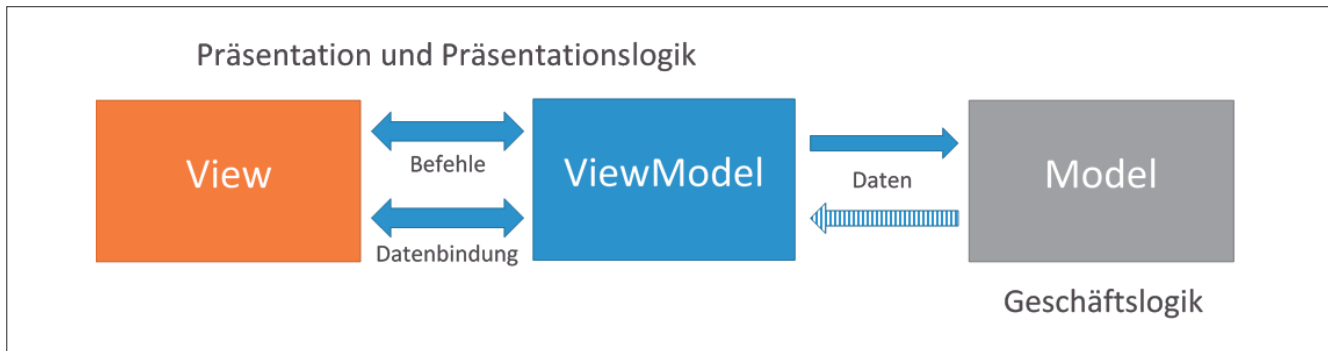 Präsentation und Präsentationslogik
View
Befehle
Datenbindung
ViewModel
Daten
Model
Geschäftslogik